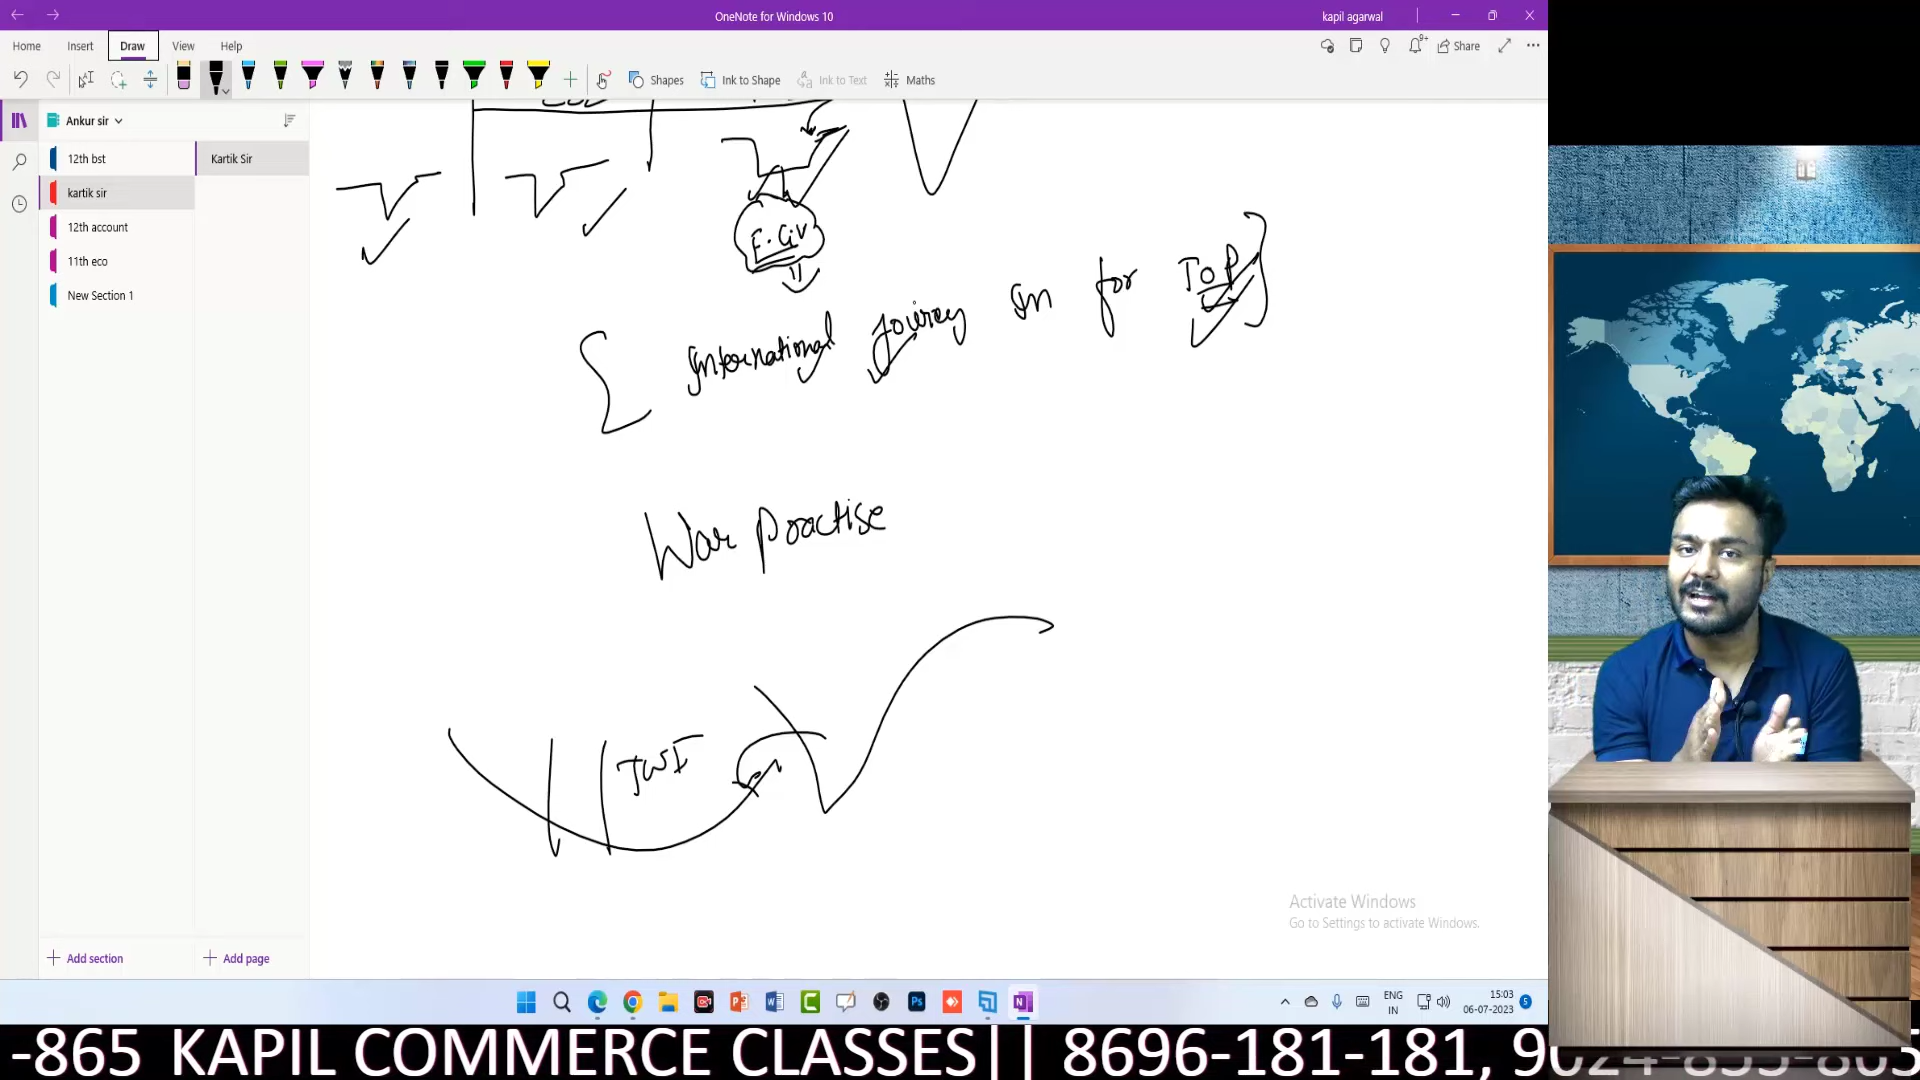 OneNote for Windows 10
kapil agarwal
Home Insert Draw View Help
Share
Shapes Ink to Shape Ink to Text Maths
Ankur sir
12th bst
Kartik Sir
kartik sir
12th account
11th eco
New Section 1
E. Civ
International in for TOP
War Practise
Activate Windows
Go to Settings to activate Windows.
Add section Add page
ENG
IN
15:03
06-07-2023
5
-865 KAPIL COMMERCE CLASSES|| 8696-181-181,